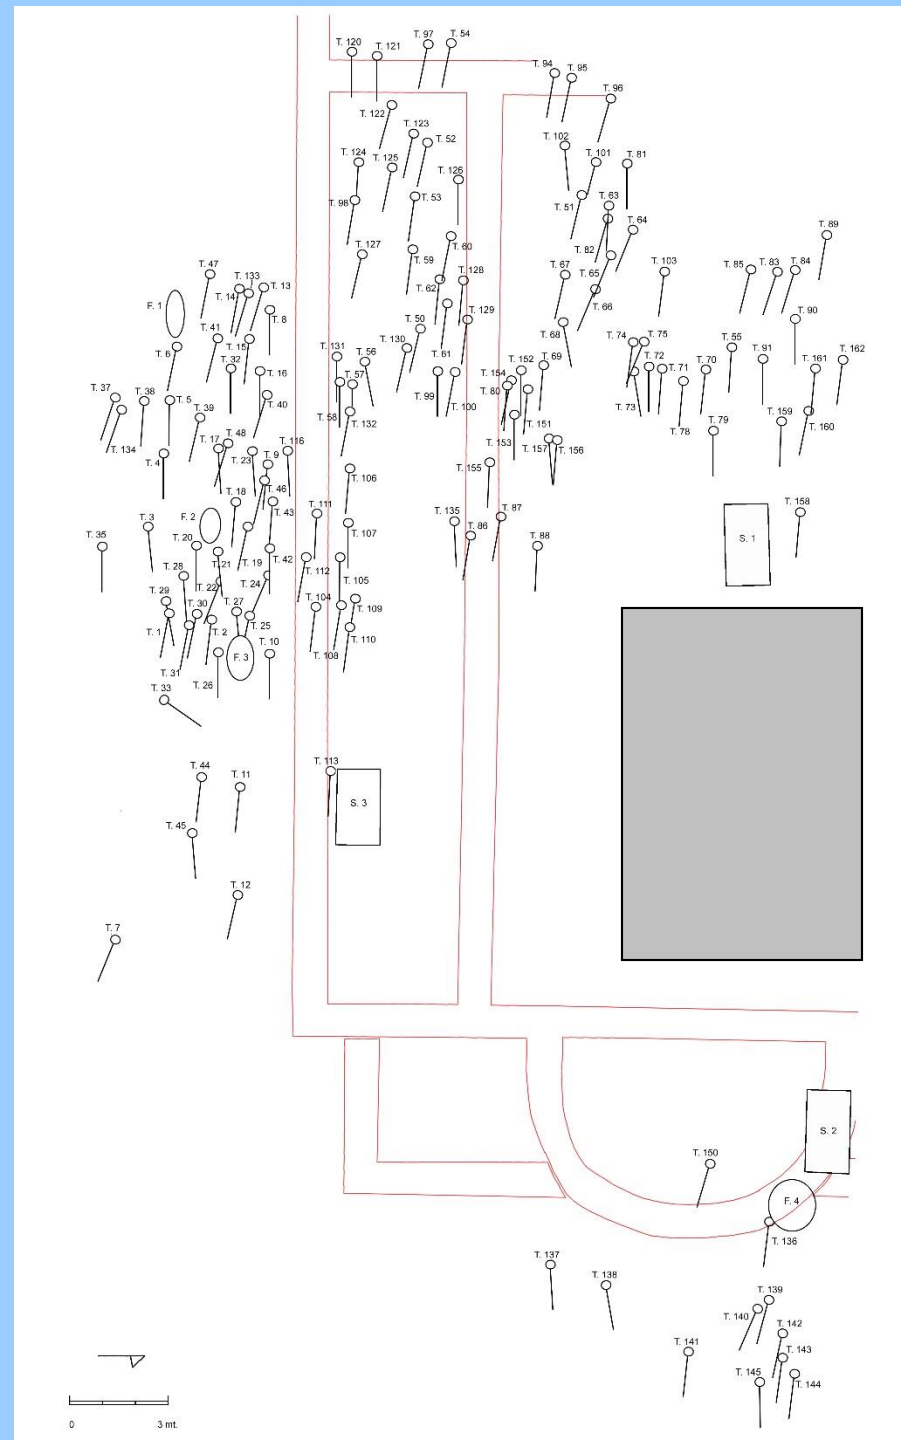 T. 120
T. 121
T. 97
T. 54
T. 94
T. 95
T. 96
T. 122
T. 123
T. 52
T. 102
T. 124
T. 125
T. 126
T. 101
T. 81
T. 98
T. 53
T. 51
T. 63
T. 64
T. 89
T. 127
T. 59
T. 60
T. 82
T. 47
T. 133
T. 13
T. 14
T. 62
T. 128
T. 67
T. 65
T. 103
T. 85
T. 83
T. 84
F. 1
T. 8
T. 66
T. 90
T. 41
T. 15
T. 50
T. 129
T. 68
T. 6
T. 32
T. 16
T. 131
T. 56
T. 130
T. 61
T. 74
T. 75
T. 55
T. 91
T. 161
T. 162
T. 37
T. 38
T. 5
T. 40
T. 57
T. 99
T. 100
T. 154
T. 152
T. 69
T. 80
T. 72
T. 71
T. 70
T. 39
T. 58
T. 132
T. 151
T. 73
T. 78
T. 79
T. 159
T. 160
T. 134
T. 17
T. 48
T. 116
T. 153
T. 157
T. 156
T. 4
T. 23
T. 9
T. 155
T. 106
T. 46
T. 18
T. 43
T. 111
T. 135
T. 87
T. 158
T. 3
F. 2
T. 107
T. 86
T. 35
T. 20
T. 88
S. 1
T. 21
T. 19
T. 42
T. 112
T. 28
T. 22
T. 24
T. 105
T. 29
T. 30
T. 27
T. 104
T. 109
T. 1
T. 2
T. 25
T. 110
T. 31
T. 10
T. 108
F. 3
T. 26
T. 33
T. 113
T. 44
T. 11
S. 3
T. 45
T. 12
T. 7
S. 2
T. 150
F. 4
T. 136
T. 137
T. 138
T. 139
T. 140
T. 142
T. 141
T. 143
T. 145
T. 144
0 3 mt.